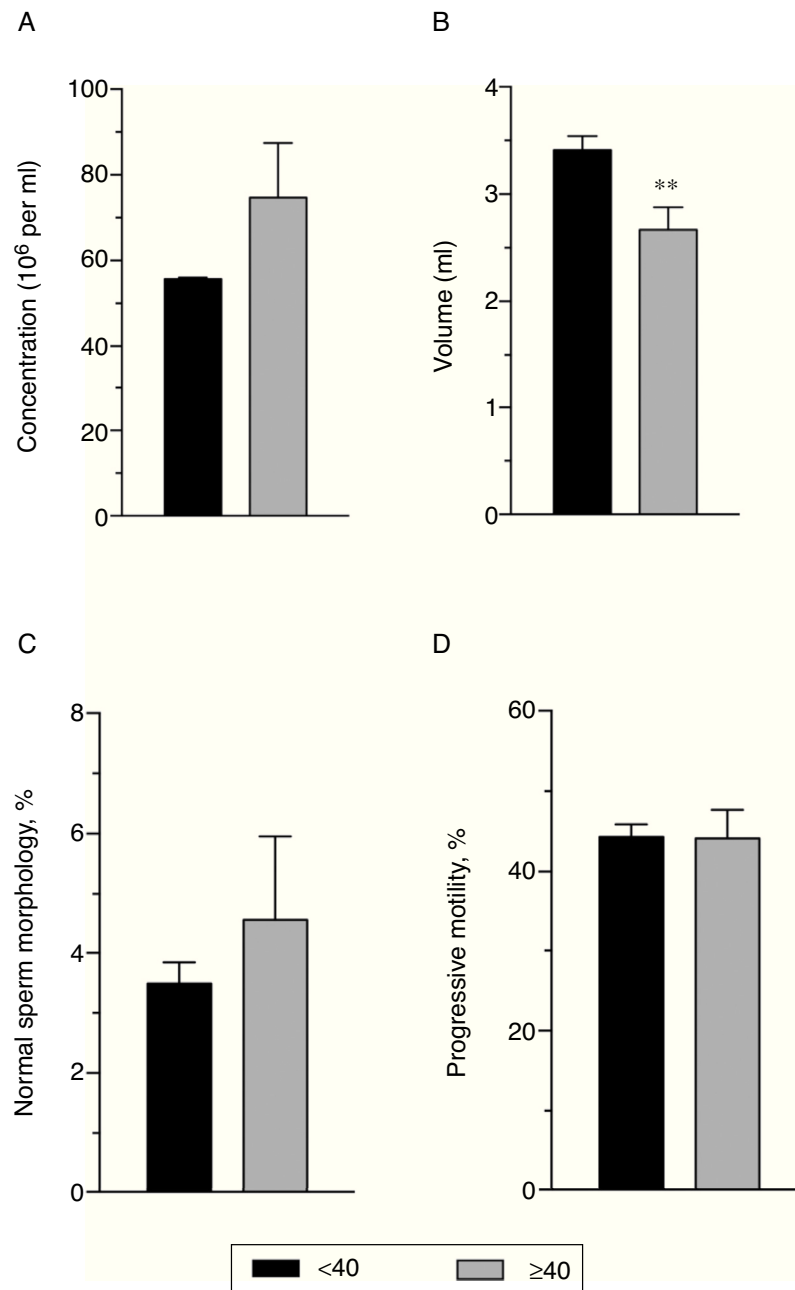 A
Concentration (10⁶ per ml)
100
80
60
40
20
0
B
Volume (ml)
4
3
2
1
0
**
C
Normal sperm morphology, %
8
6
4
2
0
D
Progressive motility, %
60
40
20
0
<40 ≥40